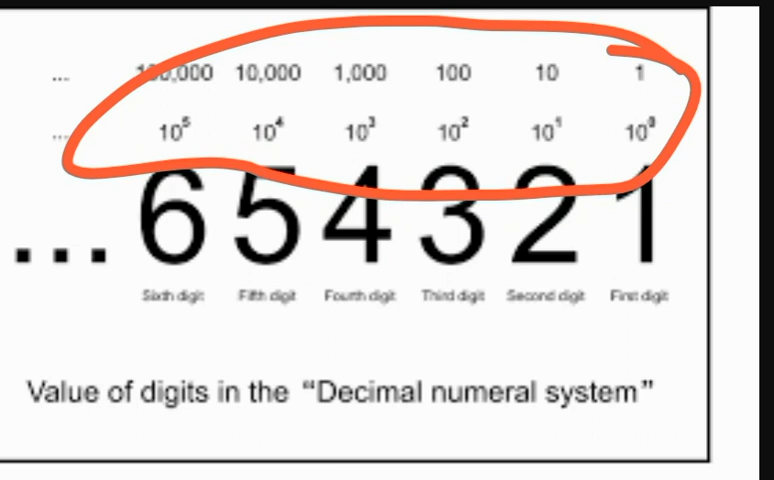 ... 100,000 10,000 1,000 100 10 1
... 10⁵ 10⁴ 10³ 10² 10¹ 10⁰
...654321
Sixth digit Fifth digit Fourth digit Third digit Second digit First digit
Value of digits in the “Decimal numeral system”